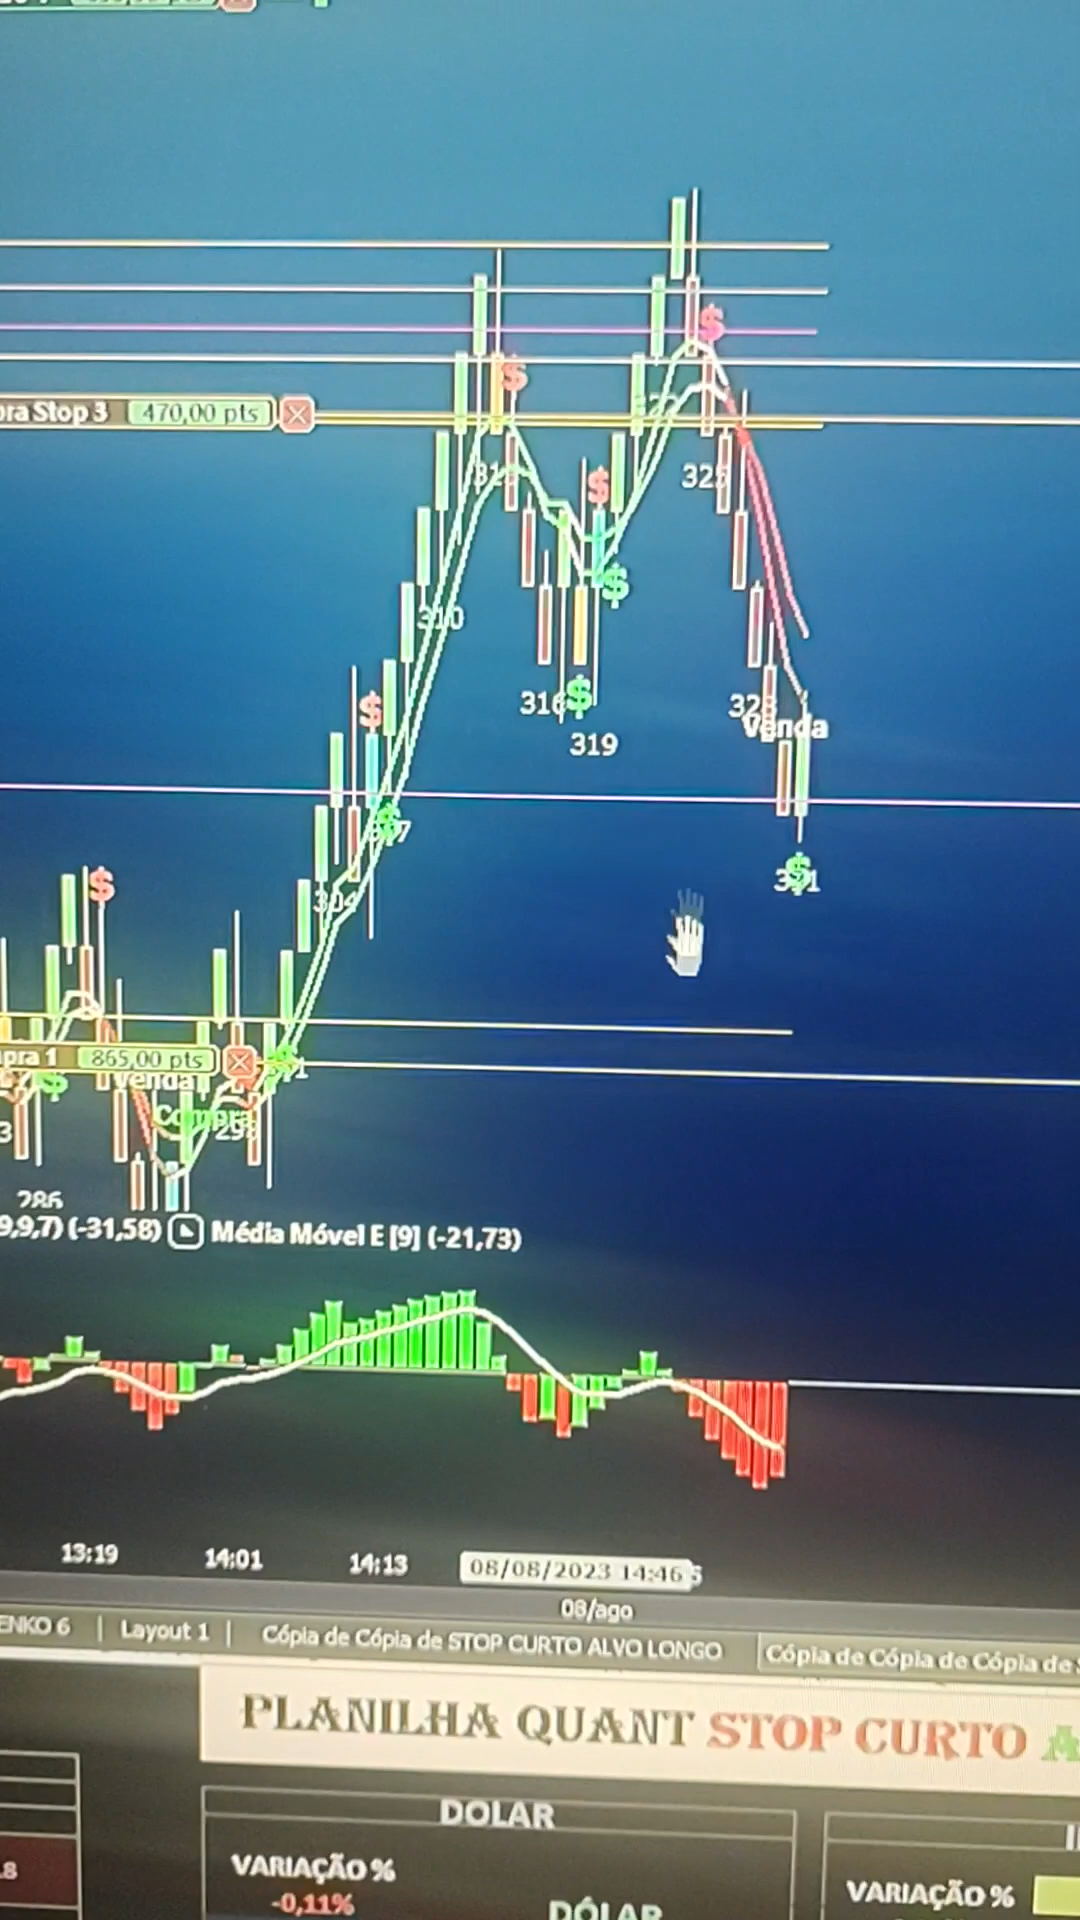 ra Stop 3 470,00 pts
$
$
$
325
310
$
$
316
$
319
328
Venda
$
304
$
$
pra 1 865,00 pts
$
Venda
Compra
3
286
9,9,7) (-31,58) Média Móvel E [9] (-21,73)
13:19 14:01 14:13 08/08/2023 14:46
08/ago
ENKO 6 | Layout 1 | Cópia de Cópia de STOP CURTO ALVO LONGO Cópia de Cópia de Cópia de
PLANILHA QUANT STOP CURTO A
DOLAR
VARIAÇÃO %
-0,11%
DÓLAR
VARIAÇÃO %